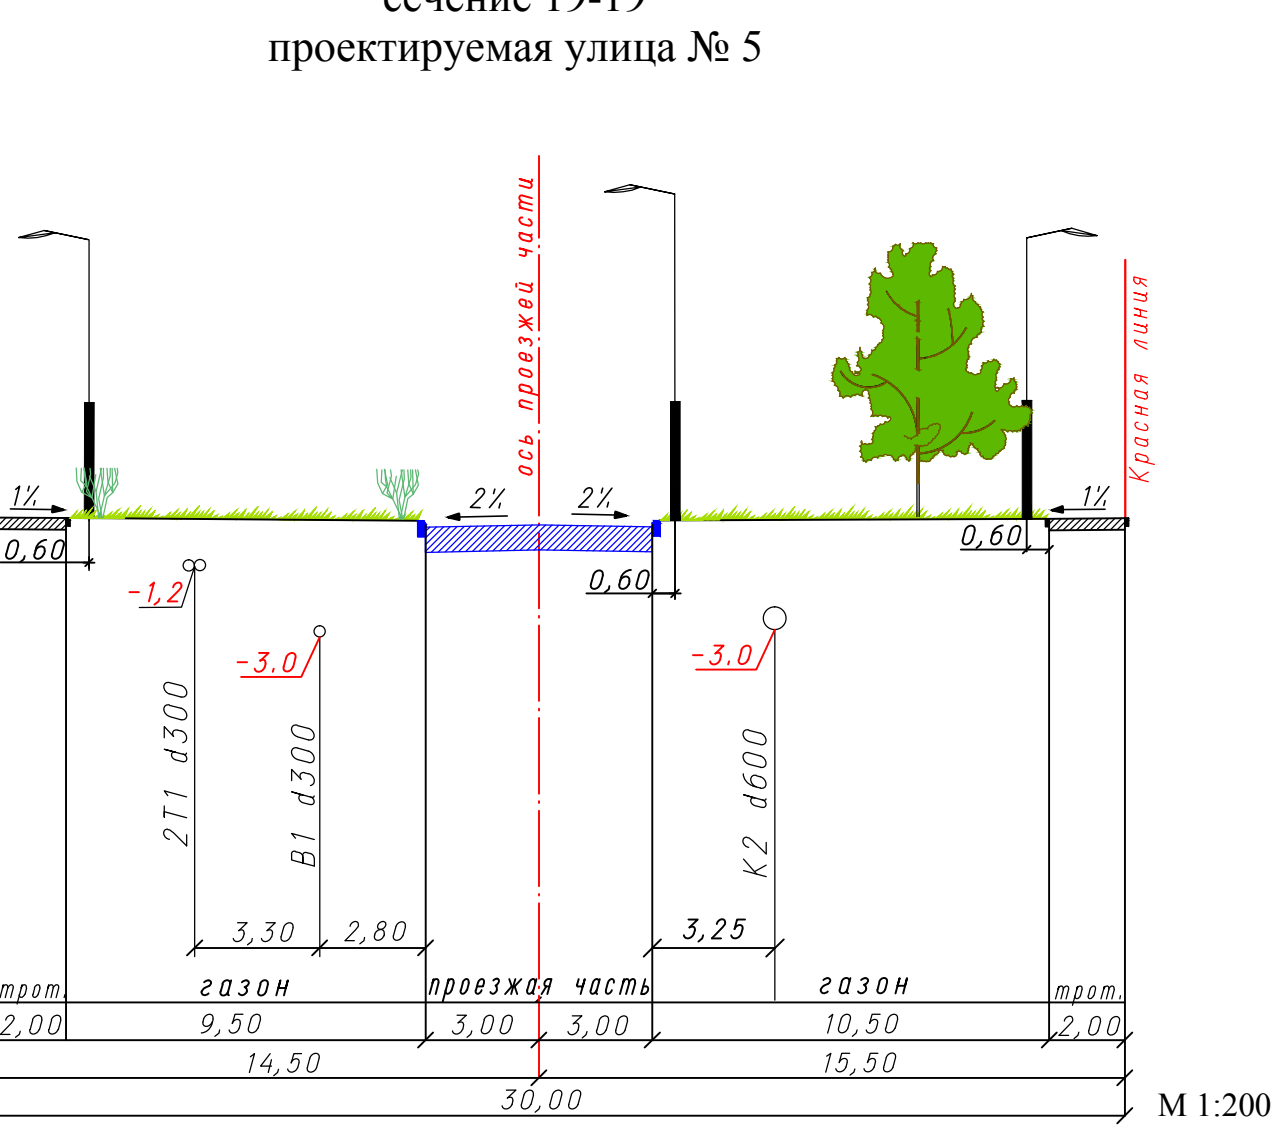 сечение 19-19
проектируемая улица № 5
ось проезжей части
Красная линия
1%
2%
2%
1%
0,60
0,60
0,60
-1,2
-3.0
-3.0
2Т1 d300
В1 d300
К2 d600
3,30
2,80
3,25
трот.
газон
проезжая часть
газон
трот.
2,00
9,50
3,00
3,00
10,50
2,00
14,50
15,50
30,00
М 1:200